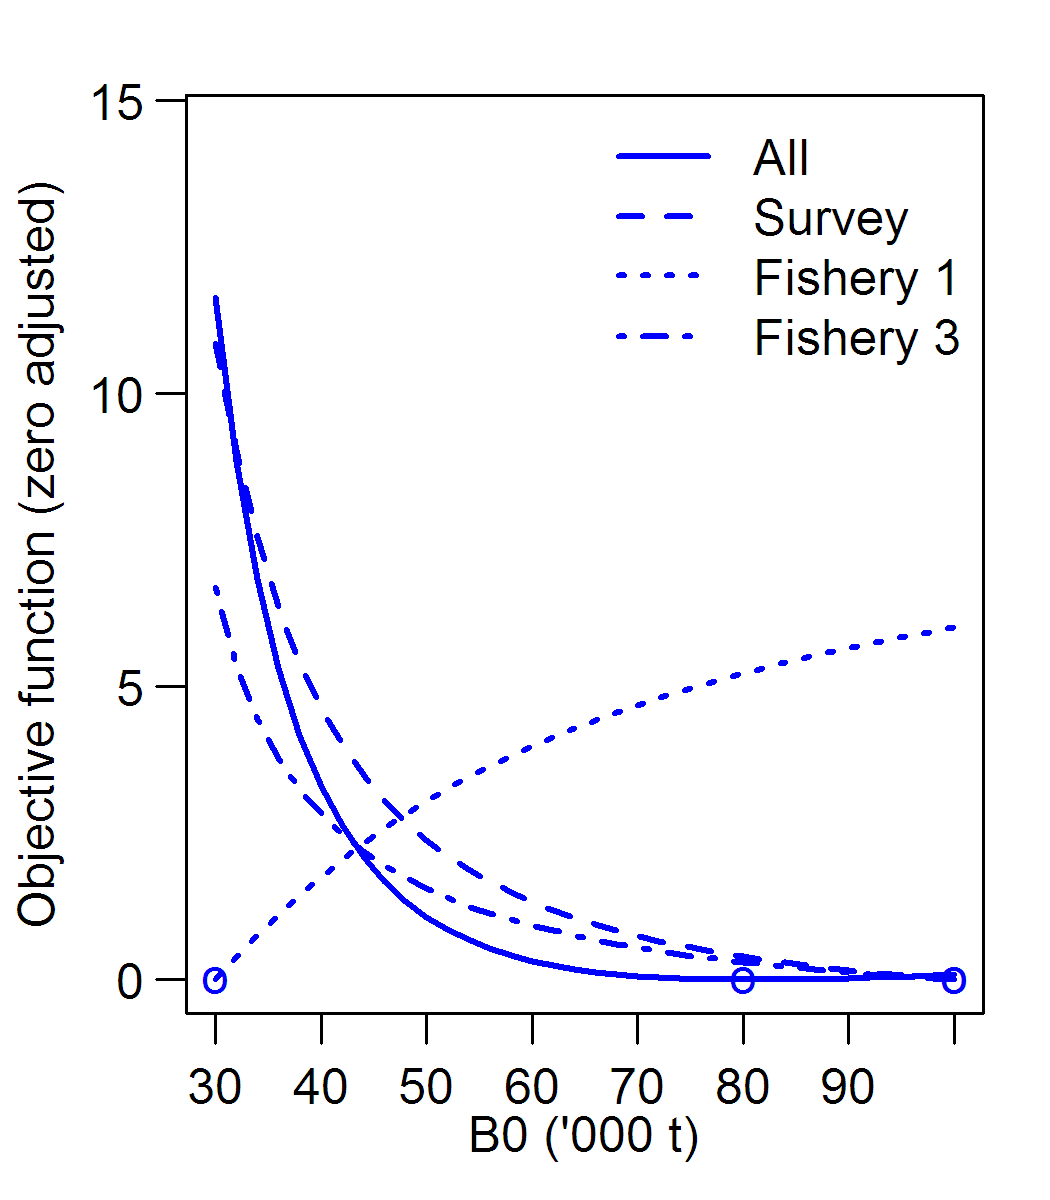 Objective function (zero adjusted)
15
10
5
0
All
Survey
Fishery 1
Fishery 3
30 40 50 60 70 80 90
B0 ('000 t)